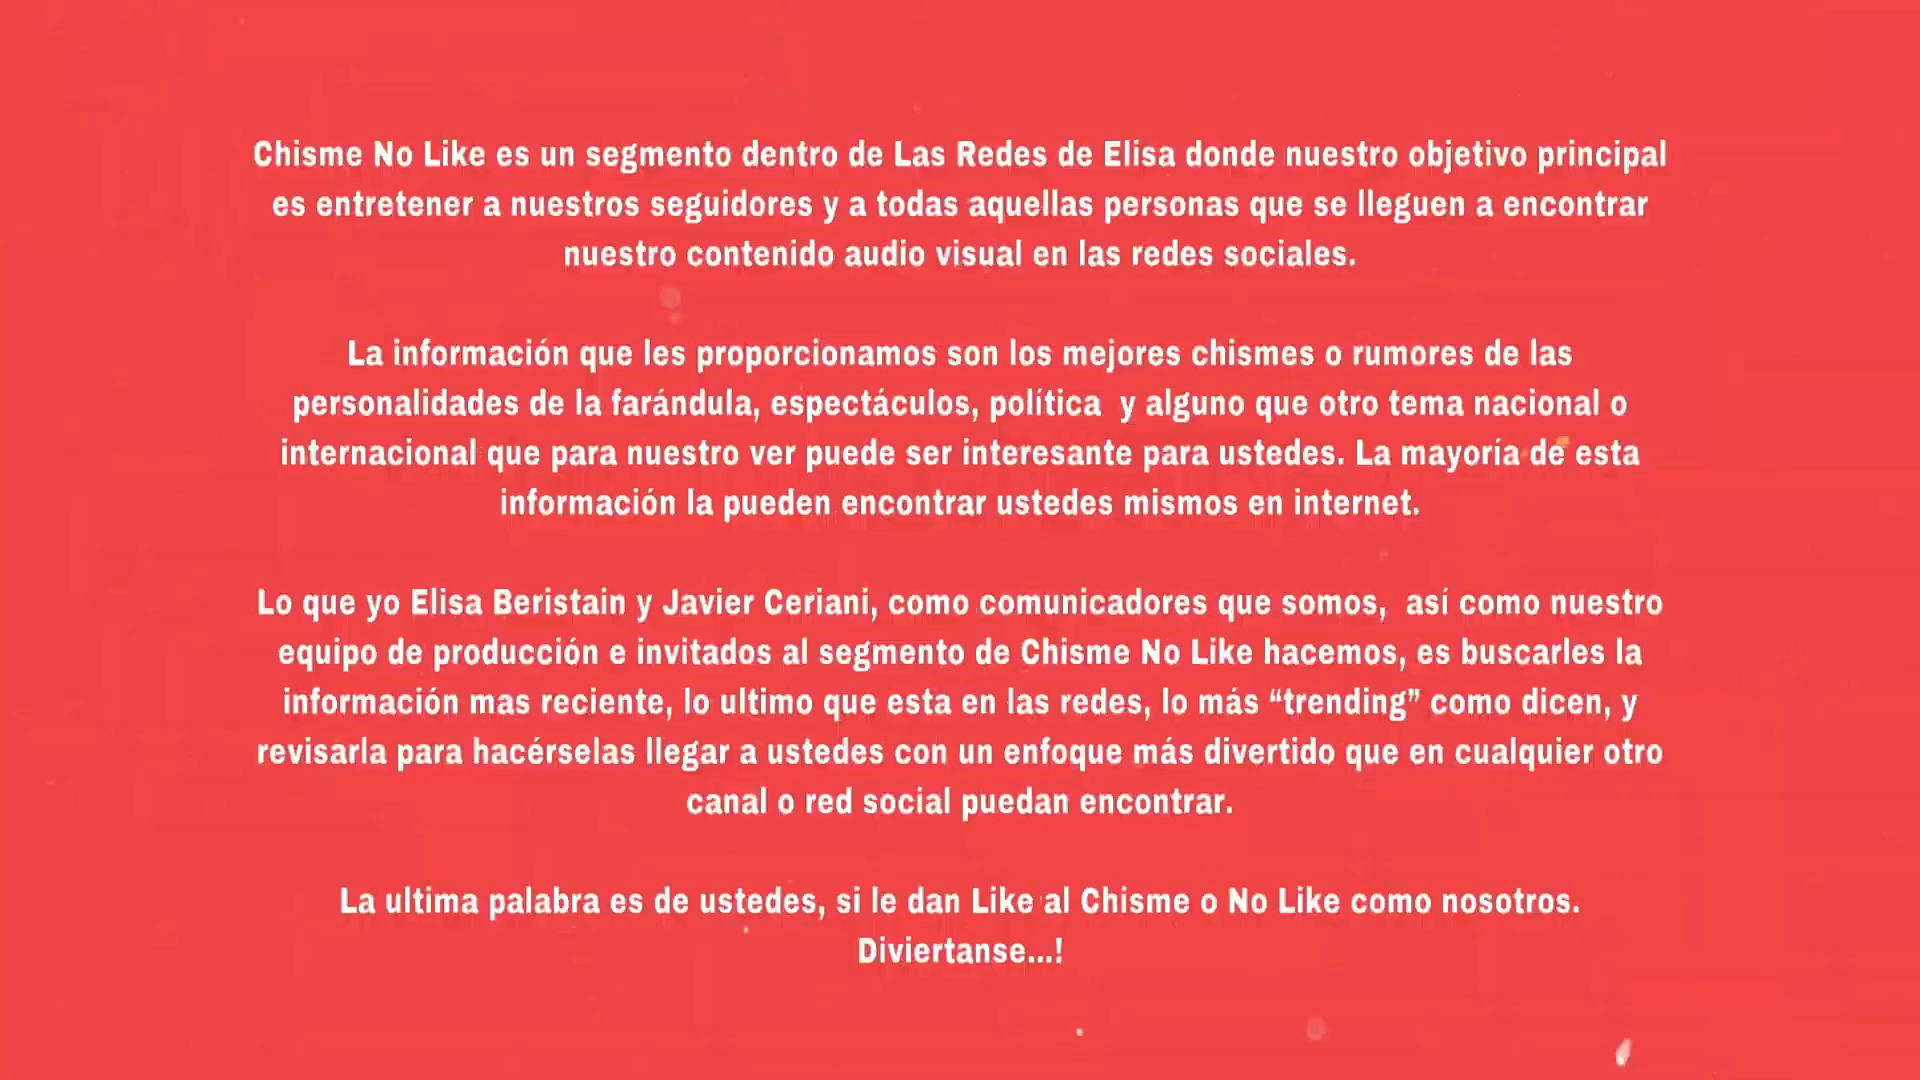 Chisme No Like es un segmento dentro de Las Redes de Elisa donde nuestro objetivo principal
es entretener a nuestros seguidores y a todas aquellas personas que se lleguen a encontrar
nuestro contenido audio visual en las redes sociales.
La información que les proporcionamos son los mejores chismes o rumores de las
personalidades de la farándula, espectáculos, política  y alguno que otro tema nacional o
internacional que para nuestro ver puede ser interesante para ustedes. La mayoría de esta
información la pueden encontrar ustedes mismos en internet.
Lo que yo Elisa Beristain y Javier Ceriani, como comunicadores que somos,  así como nuestro
equipo de producción e invitados al segmento de Chisme No Like hacemos, es buscarles la
información mas reciente, lo ultimo que esta en las redes, lo más “trending” como dicen, y
revisarla para hacérselas llegar a ustedes con un enfoque más divertido que en cualquier otro
canal o red social puedan encontrar.
La ultima palabra es de ustedes, si le dan Like al Chisme o No Like como nosotros.
Diviertanse...!